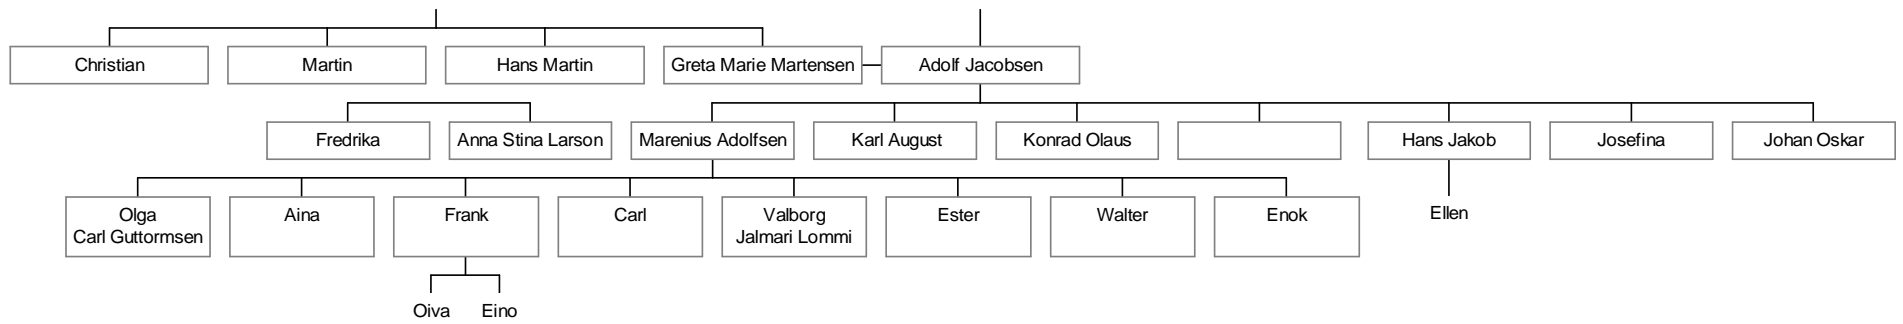 Christian
Martin
Hans Martin
Greta Marie Martensen
Adolf Jacobsen
Fredrika
Anna Stina Larson
Marenius Adolfsen
Karl August
Konrad Olaus
Hans Jakob
Josefina
Johan Oskar
Olga
Carl Guttormsen
Aina
Frank
Carl
Valborg
Jalmari Lommi
Ester
Walter
Enok
Ellen
Oiva
Eino